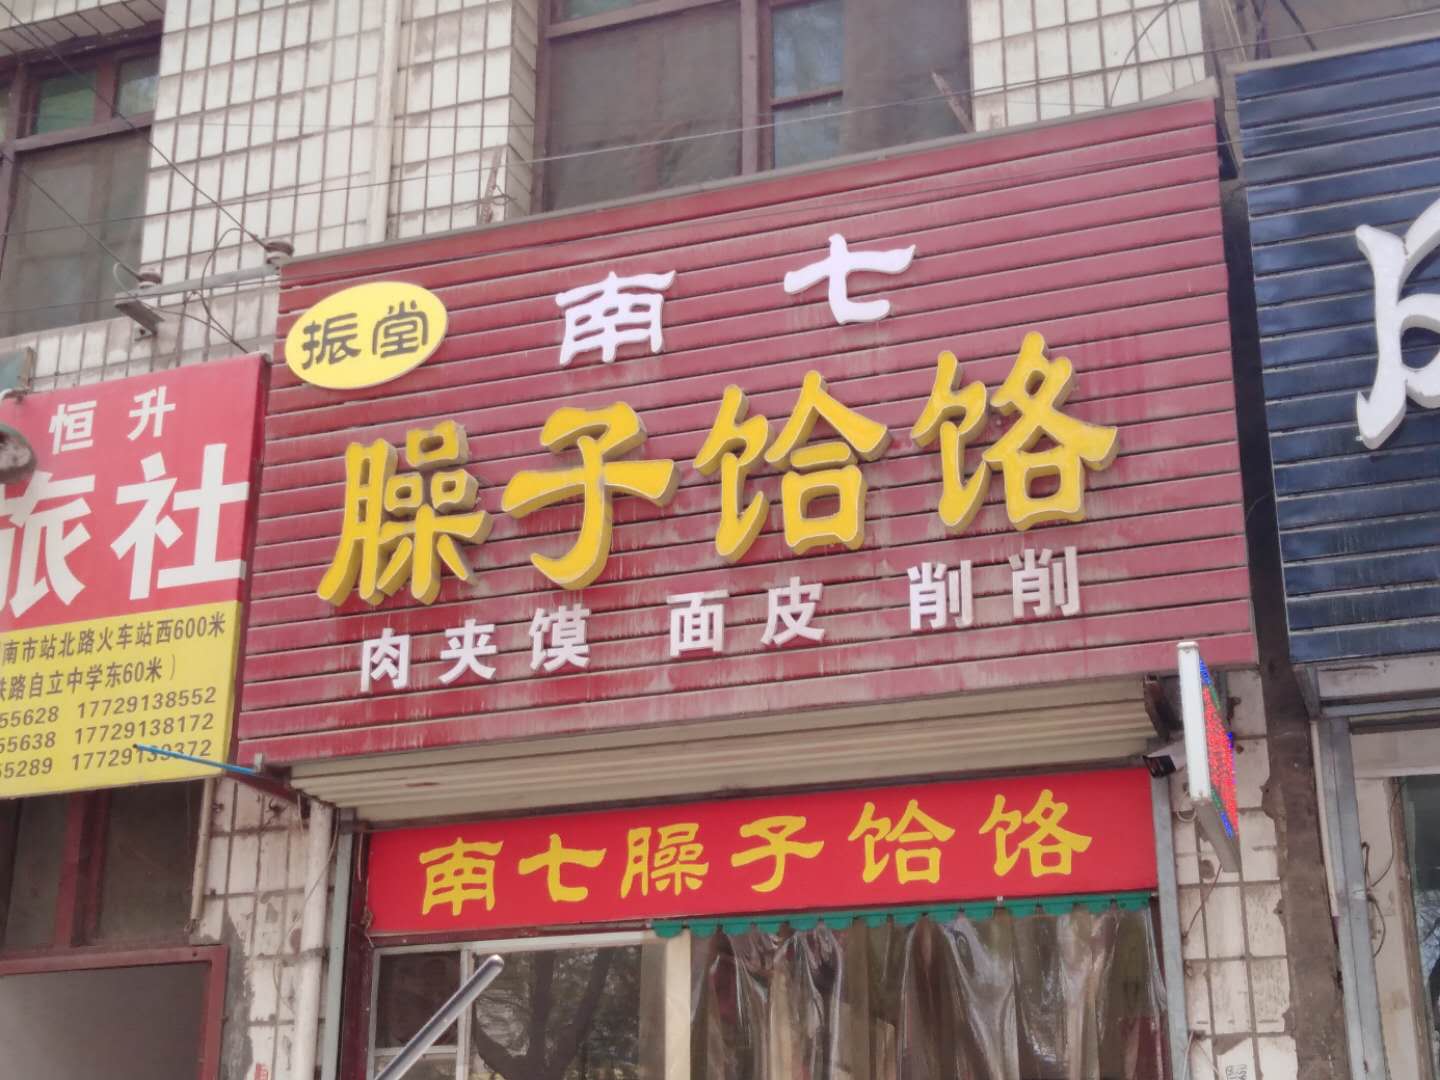 振堂
南七
臊子饸饹
肉夹馍 面皮 削削
南七臊子饸饹
恒升
旅社
南市站北路火车站西600米
铁路自立中学东60米）
55628 17729138552
55638 17729138172
55289 17729139372